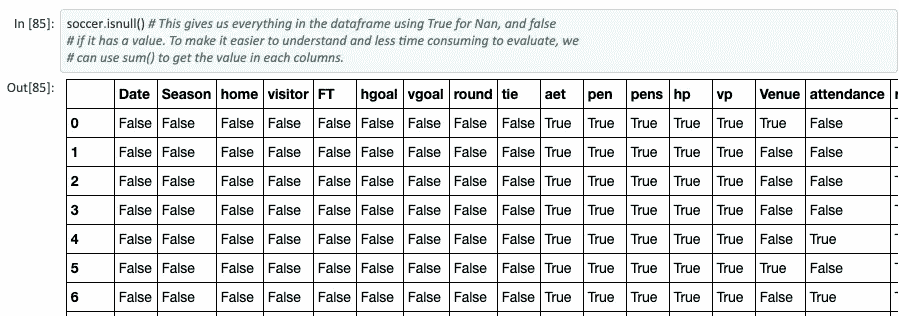 In [85]: soccer.isnull() # This gives us everything in the dataframe using True for Nan, and false
# if it has a value. To make it easier to understand and less time consuming to evaluate, we
# can use sum() to get the value in each columns.
Out[85]:
Date Season home visitor FT hgoal vgoal round tie aet pen pens hp vp Venue attendance
0 False False False False False False False False False True True True True True True False
1 False False False False False False False False False True True True True True False False
2 False False False False False False False False False True True True True True False False
3 False False False False False False False False False True True True True True False False
4 False False False False False False False False False True True True True True False True
5 False False False False False False False False False True True True True True True False
6 False False False False False False False False False True True True True True False True